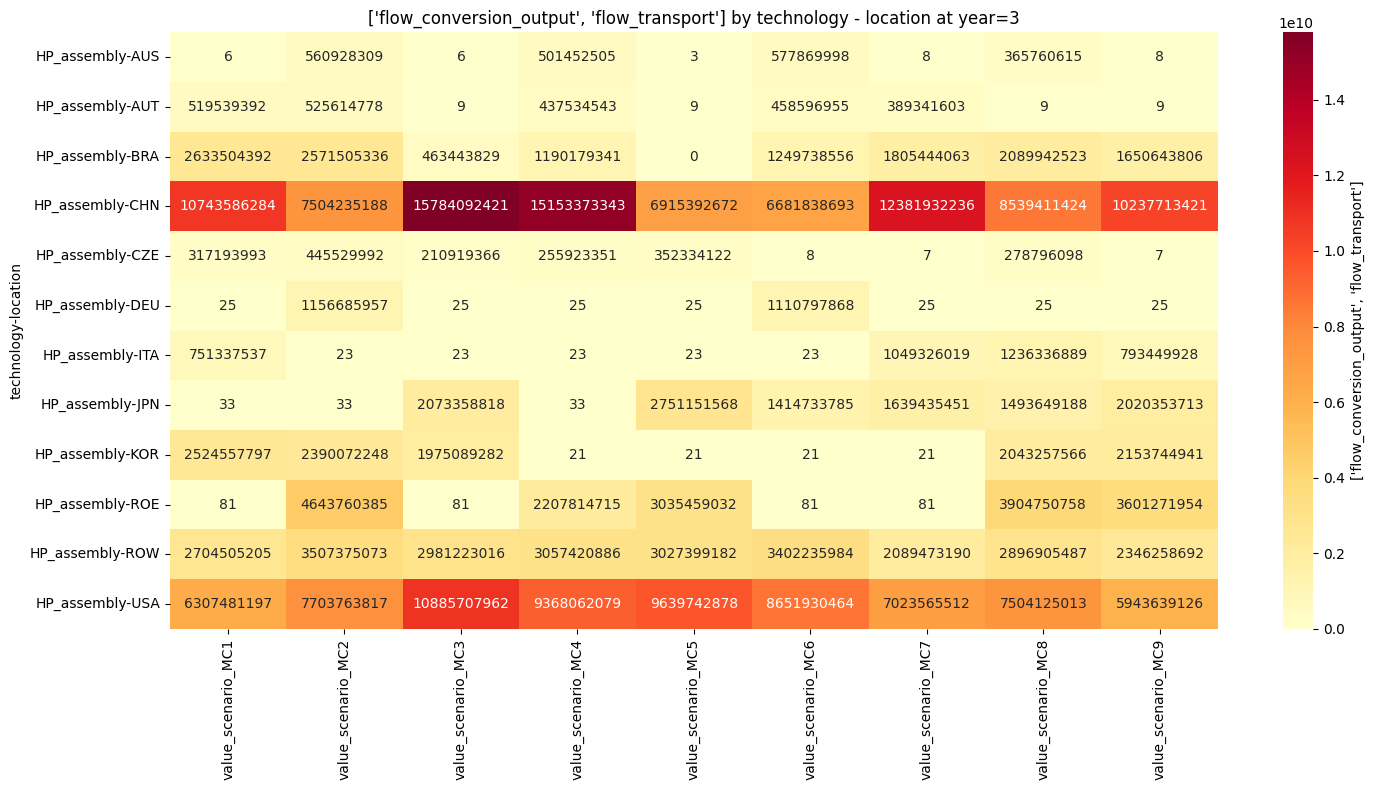 ['flow_conversion_output', 'flow_transport'] by technology - location at year=3
1e10
HP_assembly-AUS 6 560928309 6 501452505 3 577869998 8 365760615 8
HP_assembly-AUT 519539392 525614778 9 437534543 9 458596955 389341603 9 9
HP_assembly-BRA 2633504392 2571505336 463443829 1190179341 0 1249738556 1805444063 2089942523 1650643806
HP_assembly-CHN 10743586284 7504235188 15784092421 15153373343 6915392672 6681838693 12381932236 8539411424 10237713421
HP_assembly-CZE 317193993 445529992 210919366 255923351 352334122 8 7 278796098 7
HP_assembly-DEU 25 1156685957 25 25 25 1110797868 25 25 25
HP_assembly-ITA 751337537 23 23 23 23 23 1049326019 1236336889 793449928
HP_assembly-JPN 33 33 2073358818 33 2751151568 1414733785 1639435451 1493649188 2020353713
HP_assembly-KOR 2524557797 2390072248 1975089282 21 21 21 21 2043257566 2153744941
HP_assembly-ROE 81 4643760385 81 2207814715 3035459032 81 81 3904750758 3601271954
HP_assembly-ROW 2704505205 3507375073 2981223016 3057420886 3027399182 3402235984 2089473190 2896905487 2346258692
HP_assembly-USA 6307481197 7703763817 10885707962 9368062079 9639742878 8651930464 7023565512 7504125013 5943639126
technology-location
value_scenario_MC1
value_scenario_MC2
value_scenario_MC3
value_scenario_MC4
value_scenario_MC5
value_scenario_MC6
value_scenario_MC7
value_scenario_MC8
value_scenario_MC9
1.4
1.2
1.0
0.8
0.6
0.4
0.2
0.0
['flow_conversion_output', 'flow_transport']